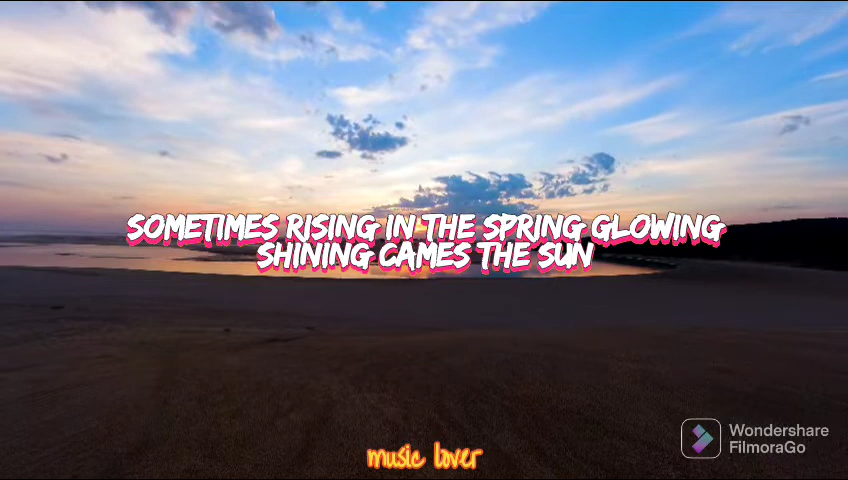 SOMETIMES RISING IN THE SPRING GLOWING
SHINING CAMES THE SUN
music lover
Wondershare
FilmoraGo